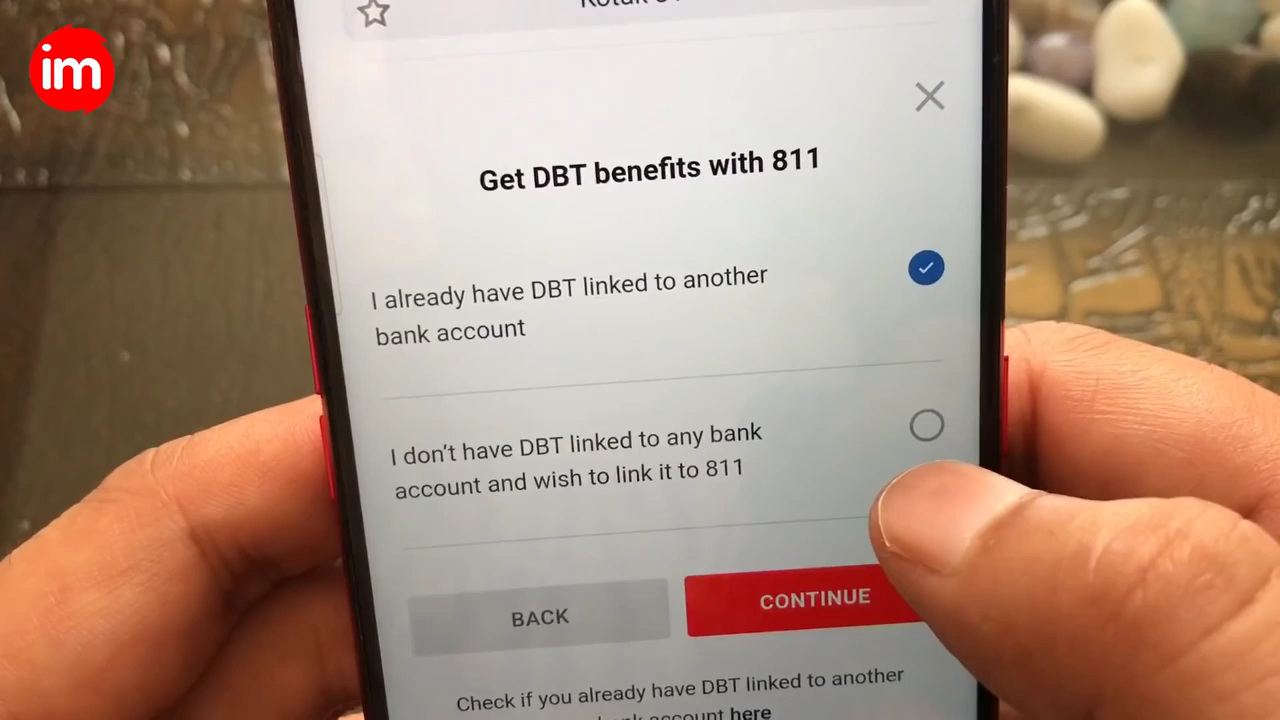 im
Get DBT benefits with 811
I already have DBT linked to another
bank account
I don't have DBT linked to any bank
account and wish to link it to 811
BACK
CONTINUE
Check if you already have DBT linked to another
account here